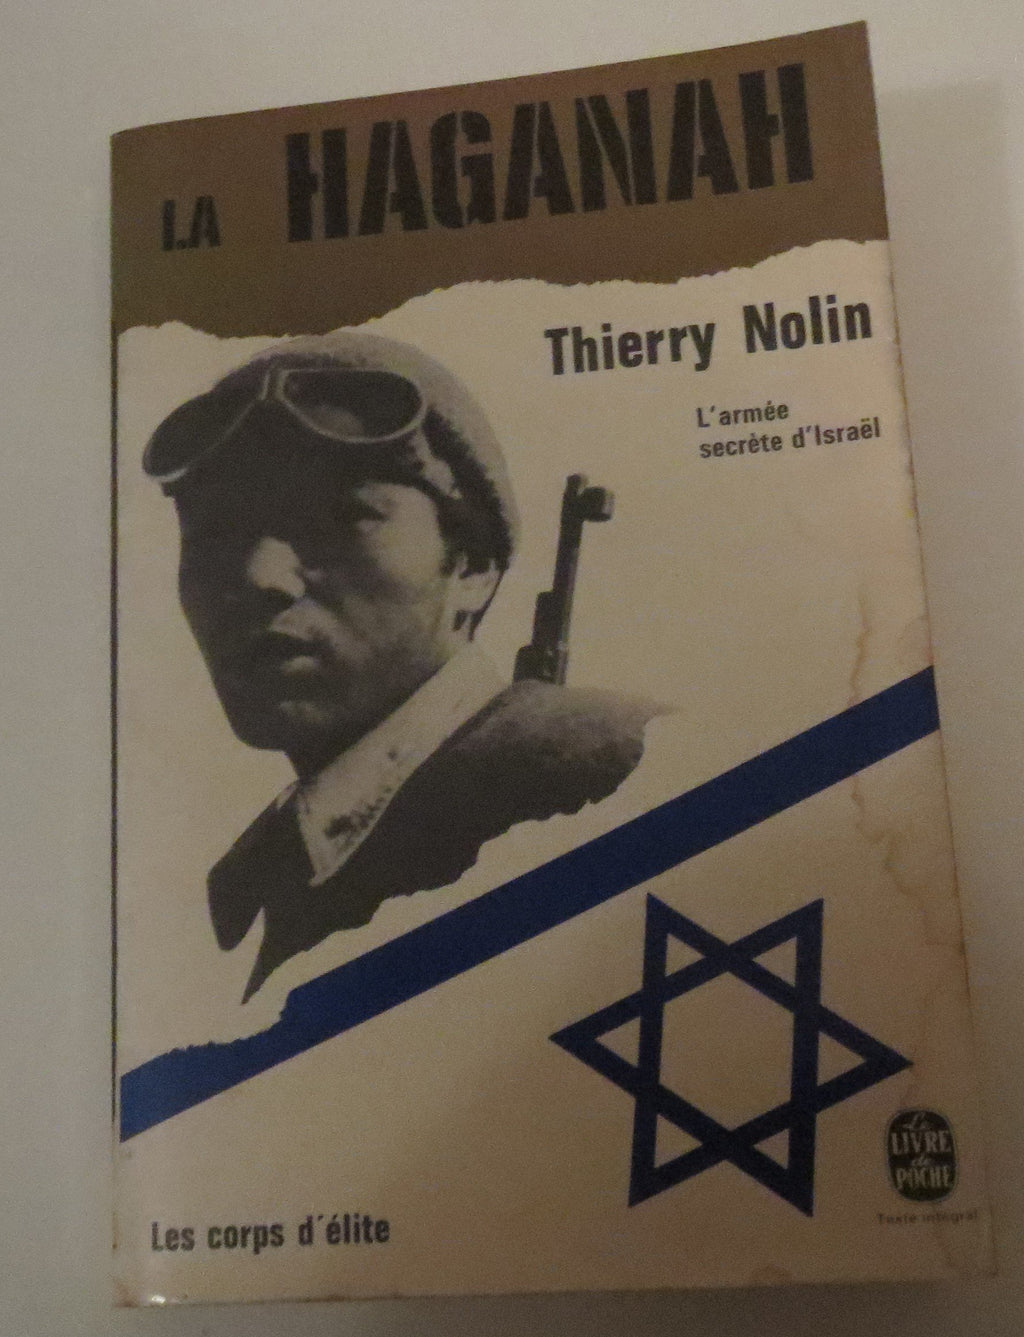 LA HAGANAH
Thierry Nolin
L'armée
secrète d'Israël
Le
LIVRE
de
POCHE
Texte intégral
Les corps d'élite